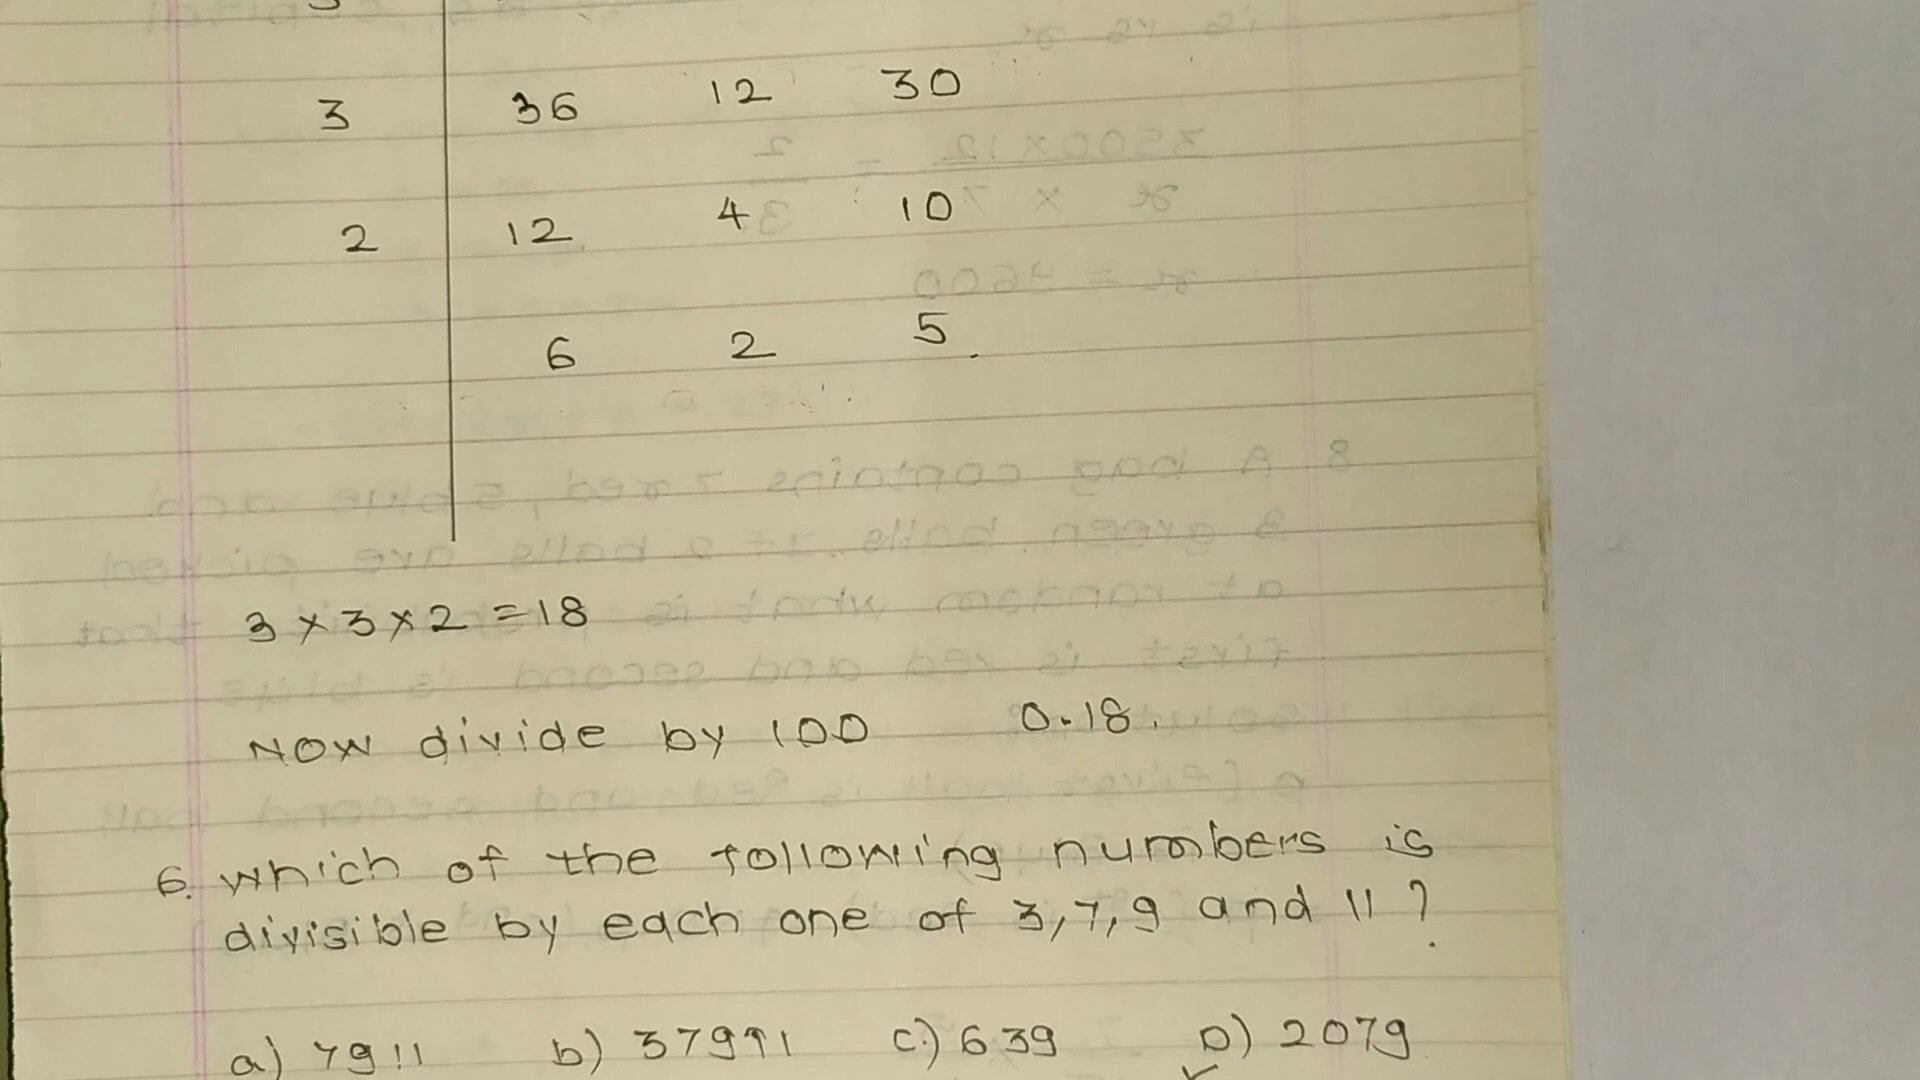 3 36 12 30
2 12 4 10
6 2 5.
3 × 3 × 2 = 18
Now divide by 100 0.18.
6. Which of the following numbers is
divisible by each one of 3,7,9 and 11 ?
a) 7911 b) 37911 c) 639 D) 2079